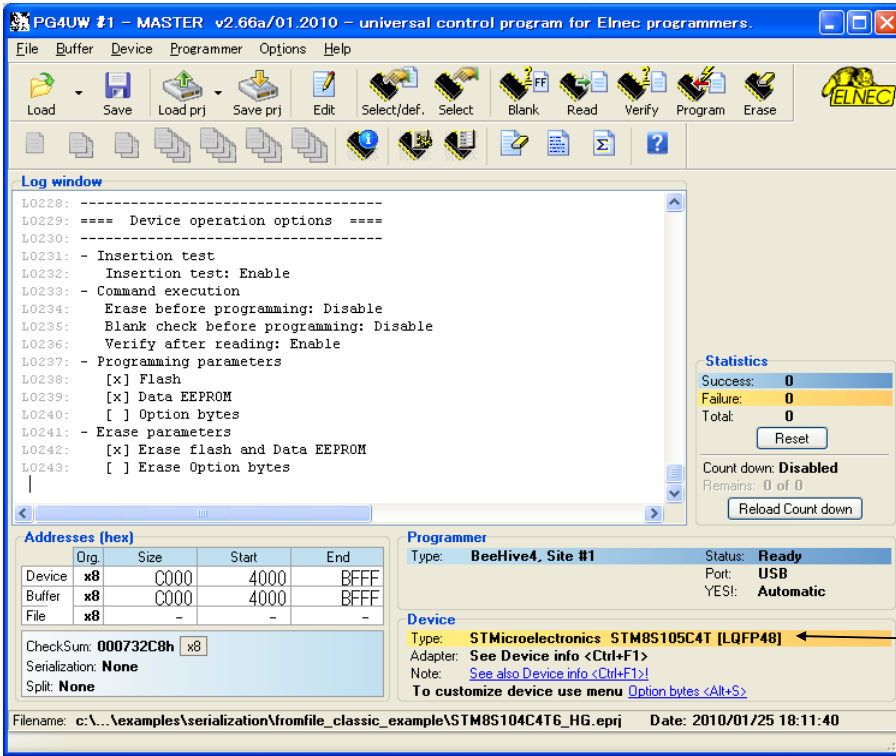 PG4UW #1 - MASTER v2.66a/01.2010 - universal control program for Elnec programmers.
File Buffer Device Programmer Options Help
Load Save Load prj Save prj Edit Select/def. Select Blank Read Verify Program Erase
ELNEC
Log window
L0228: ------------------------------------
L0229: ==== Device operation options ====
L0230: ------------------------------------
L0231: - Insertion test
L0232: Insertion test: Enable
L0233: - Command execution
L0234: Erase before programming: Disable
L0235: Blank check before programming: Disable
L0236: Verify after reading: Enable
L0237: - Programming parameters
L0238: [x] Flash
L0239: [x] Data EEPROM
L0240: [ ] Option bytes
L0241: - Erase parameters
L0242: [x] Erase flash and Data EEPROM
L0243: [ ] Erase Option bytes
Statistics
Success: 0
Failure: 0
Total: 0
Reset
Count down: Disabled
Remains: 0 of 0
Reload Count down
Addresses (hex)
Org. Size Start End
Device x8 C000 4000 BFFF
Buffer x8 C000 4000 BFFF
File x8 - - -
CheckSum: 000732C8h x8
Serialization: None
Split: None
Programmer
Type: BeeHive4, Site #1 Status: Ready
Port: USB
YES!: Automatic
Device
Type: STMicroelectronics STM8S105C4T [LQFP48]
Adapter: See Device info <Ctrl+F1>
Note: See also Device info <Ctrl+F1>!
To customize device use menu Option bytes <Alt+S>
Filename: c:\...\examples\serialization\fromfile_classic_example\STM8S104C4T6_HG.eprj Date: 2010/01/25 18:11:40